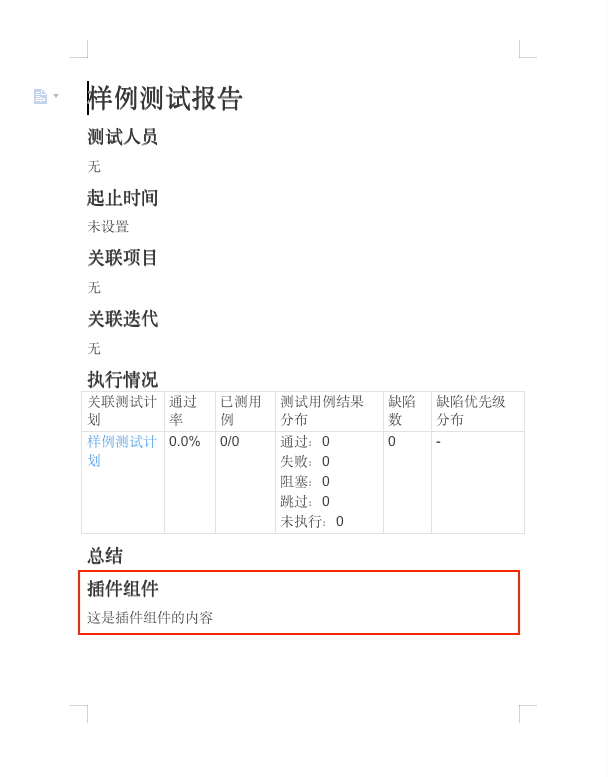 样例测试报告
测试人员
无
起止时间
未设置
关联项目
无
关联迭代
无
执行情况
关联测试计划 通过率 已测用例 测试用例结果分布 缺陷数 缺陷优先级分布
样例测试计划 0.0% 0/0 通过：0 0 -
失败：0
阻塞：0
跳过：0
未执行：0
总结
插件组件
这是插件组件的内容